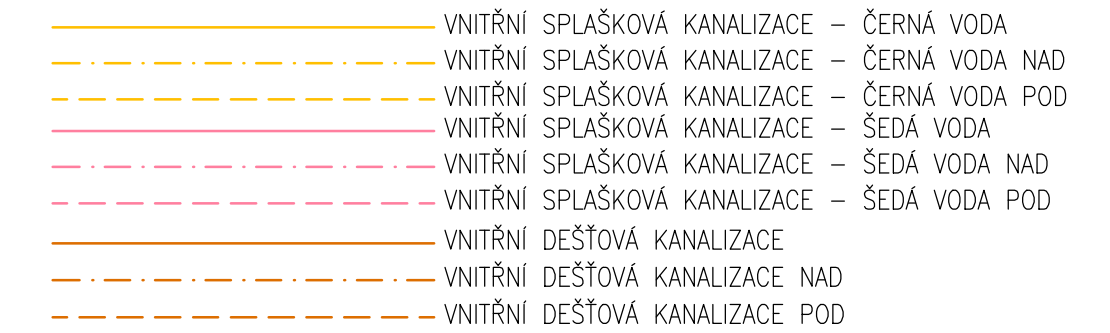 VNITŘNÍ SPLAŠKOVÁ KANALIZACE – ČERNÁ VODA
VNITŘNÍ SPLAŠKOVÁ KANALIZACE – ČERNÁ VODA NAD
VNITŘNÍ SPLAŠKOVÁ KANALIZACE – ČERNÁ VODA POD
VNITŘNÍ SPLAŠKOVÁ KANALIZACE – ŠEDÁ VODA
VNITŘNÍ SPLAŠKOVÁ KANALIZACE – ŠEDÁ VODA NAD
VNITŘNÍ SPLAŠKOVÁ KANALIZACE – ŠEDÁ VODA POD
VNITŘNÍ DEŠŤOVÁ KANALIZACE
VNITŘNÍ DEŠŤOVÁ KANALIZACE NAD
VNITŘNÍ DEŠŤOVÁ KANALIZACE POD